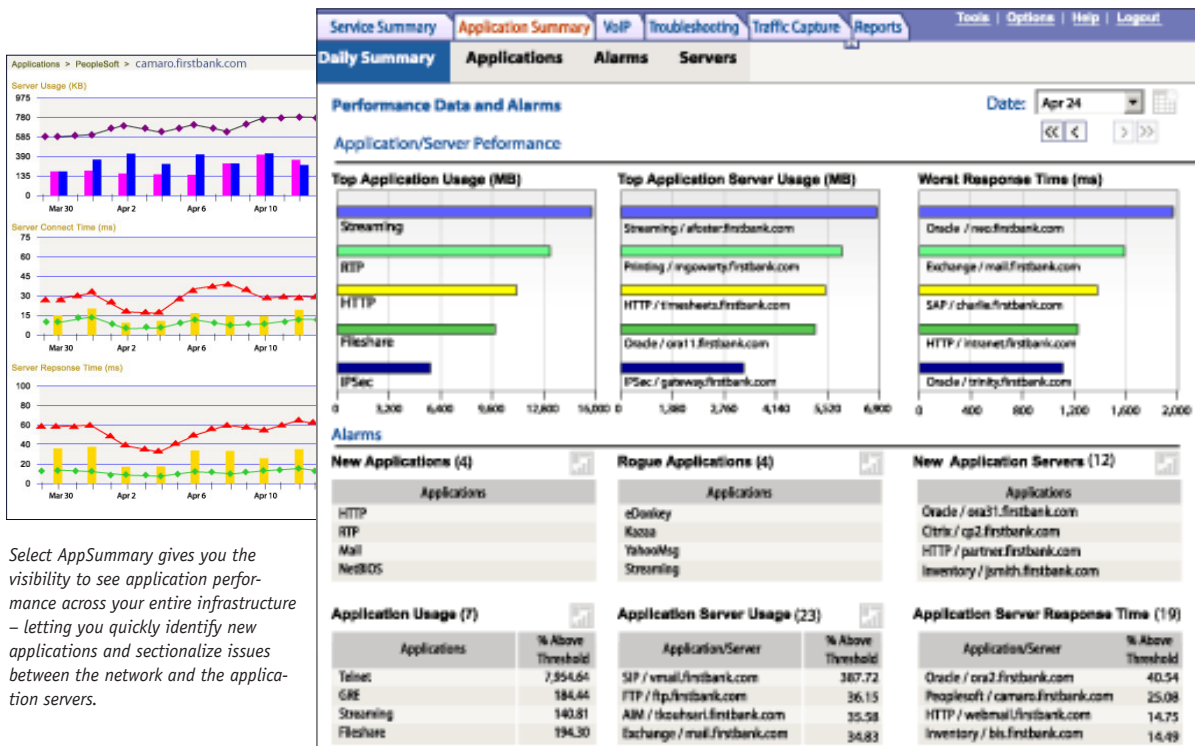 Applications > PeopleSoft > camaro.firstbank.com
Server Usage (KB)
975
780
585
390
135
0
Mar 30 Apr 2 Apr 6 Apr 10
Server Connect Time (ms)
75
60
45
30
15
0
Mar 30 Apr 2 Apr 6 Apr 10
Server Repsonse Time (ms)
100
80
60
40
20
0
Mar 30 Apr 2 Apr 6 Apr 10
Select AppSummary gives you the
visibility to see application perfor-
mance across your entire infrastructure
– letting you quickly identify new
applications and sectionalize issues
between the network and the applica-
tion servers.
Service Summary Application Summary VoIP Troubleshooting Traffic Capture Reports
Tools | Options | Help | Logout
Daily Summary Applications Alarms Servers
Performance Data and Alarms
Date: Apr 24
<< < > >>
Application/Server Peformance
Top Application Usage (MB)
Streaming
RTP
HTTP
Fileshare
IPSec
0 3,200 6,400 9,600 12,800 16,000
Top Application Server Usage (MB)
Streaming / afoster.firstbank.com
Printing / mgowarty.firstbank.com
HTTP / timesheets.firstbank.com
Oracle / ora11.firstbank.com
IPSec / gateway.firstbank.com
0 1,380 2,760 4,140 5,520 6,900
Worst Response Time (ms)
Oracle / neo.firstbank.com
Exchange / mail.firstbank.com
SAP / charlie.firstbank.com
HTTP / intranet.firstbank.com
Oracle / trinity.firstbank.com
0 400 800 1,200 1,600 2,000
Alarms
New Applications (4)
Applications
HTTP
RTP
Mail
NetBIOS
Rogue Applications (4)
Applications
eDonkey
Kazaa
YahooMsg
Streaming
New Application Servers (12)
Applications
Oracle / ora31.firstbank.com
Citrix / cp2.firstbank.com
HTTP / partner.firstbank.com
Inventory / jsmith.firstbank.com
Application Usage (7)
Applications % Above Threshold
Telnet 7,954.64
GRE 184.44
Streaming 140.81
Fileshare 194.30
Application Server Usage (23)
Application/Server % Above Threshold
SIP / vmail.firstbank.com 387.72
FTP / ftp.firstbank.com 36.15
AIM / tkouhsari.firstbank.com 35.58
Exchange / mail.firstbank.com 34.83
Application Server Response Time (19)
Application/Server % Above Threshold
Oracle / ora2.firstbank.com 40.54
Peoplesoft / camaro.firstbank.com 25.08
HTTP / webmail.firstbank.com 14.75
Inventory / bis.firstbank.com 14.49